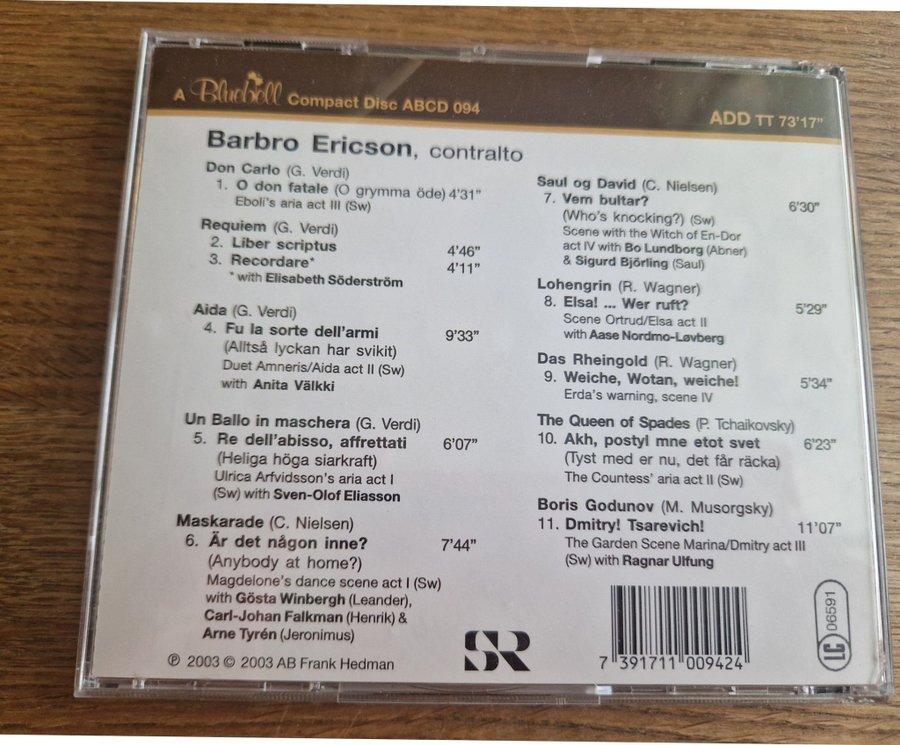 A Bluebell Compact Disc ABCD 094
ADD TT 73'17"
Barbro Ericson, contralto
Don Carlo (G. Verdi)
1. O don fatale (O grymma öde) 4'31"
Eboli's aria act III (Sw)
Requiem (G. Verdi)
2. Liber scriptus 4'46"
3. Recordare* 4'11"
* with Elisabeth Söderström
Aida (G. Verdi)
4. Fu la sorte dell'armi 9'33"
(Alltså lyckan har svikit)
Duet Amneris/Aida act II (Sw)
with Anita Välkki
Un Ballo in maschera (G. Verdi)
5. Re dell'abisso, affrettati 6'07"
(Heliga höga siarkraft)
Ulrica Arfvidsson's aria act I
(Sw) with Sven-Olof Eliasson
Maskarade (C. Nielsen)
6. Är det någon inne? 7'44"
(Anybody at home?)
Magdelone's dance scene act I (Sw)
with Gösta Winbergh (Leander),
Carl-Johan Falkman (Henrik) &
Arne Tyrén (Jeronimus)
℗ 2003 © 2003 AB Frank Hedman
Saul og David (C. Nielsen)
7. Vem bultar? 6'30"
(Who's knocking?) (Sw)
Scene with the Witch of En-Dor
act IV with Bo Lundborg (Abner)
& Sigurd Björling (Saul)
Lohengrin (R. Wagner)
8. Elsa! ... Wer ruft? 5'29"
Scene Ortrud/Elsa act II
with Aase Nordmo-Løvberg
Das Rheingold (R. Wagner)
9. Weiche, Wotan, weiche! 5'34"
Erda's warning, scene IV
The Queen of Spades (P. Tchaikovsky)
10. Akh, postyl mne etot svet 6'23"
(Tyst med er nu, det får räcka)
The Countess' aria act II (Sw)
Boris Godunov (M. Musorgsky)
11. Dmitry! Tsarevich! 11'07"
The Garden Scene Marina/Dmitry act III
(Sw) with Ragnar Ulfung
SR
7 391711 009424
LC 06591